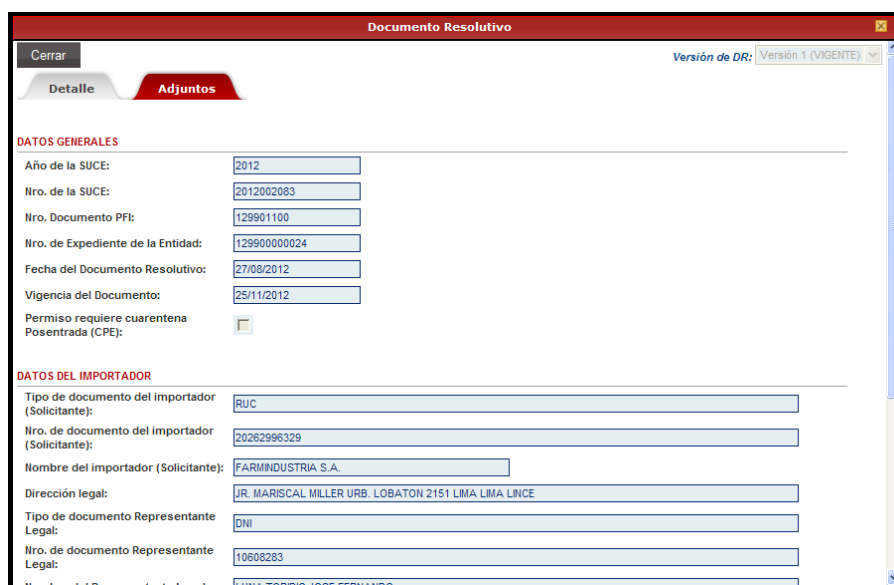 Documento Resolutivo
Cerrar
Versión de DR: Versión 1 (VIGENTE)
Detalle Adjuntos
DATOS GENERALES
Año de la SUCE: 2012
Nro. de la SUCE: 2012002083
Nro. Documento PFI: 129901100
Nro. de Expediente de la Entidad: 129900000024
Fecha del Documento Resolutivo: 27/08/2012
Vigencia del Documento: 25/11/2012
Permiso requiere cuarentena
Posentrada (CPE):
DATOS DEL IMPORTADOR
Tipo de documento del importador
(Solicitante): RUC
Nro. de documento del importador
(Solicitante): 20262996329
Nombre del importador (Solicitante): FARMINDUSTRIA S.A.
Dirección legal: JR. MARISCAL MILLER URB. LOBATON 2151 LIMA LIMA LINCE
Tipo de documento Representante
Legal: DNI
Nro. de documento Representante
Legal: 10608283